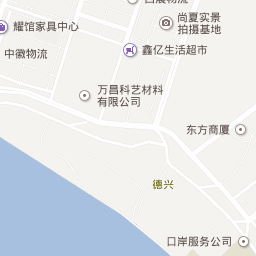 尚夏实景
拍摄基地
耀馆家具中心
鑫亿生活超市
中徽物流
万昌科艺材料
有限公司
东方商厦
德兴
口岸服务公司